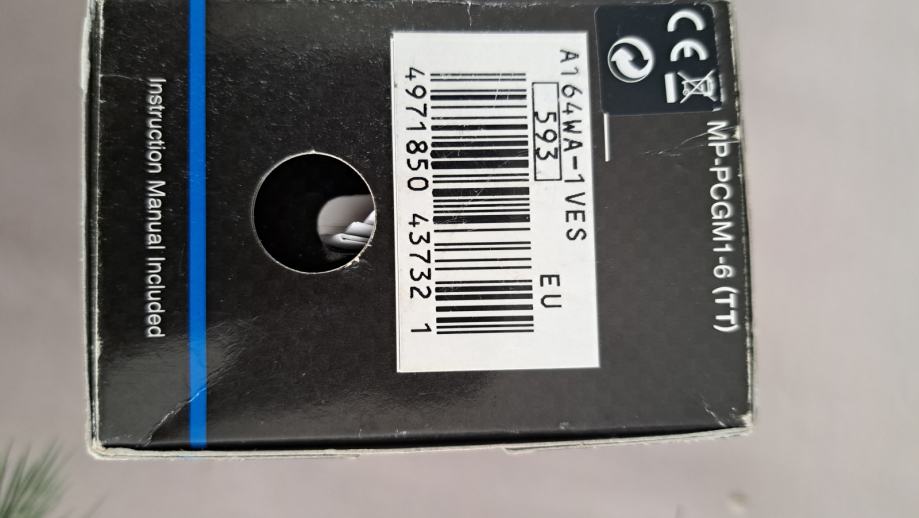 MP-PCGM1-6 (TT)
CE
A164WA-1VES
593 EU
4971850 43732 1
Instruction Manual Included